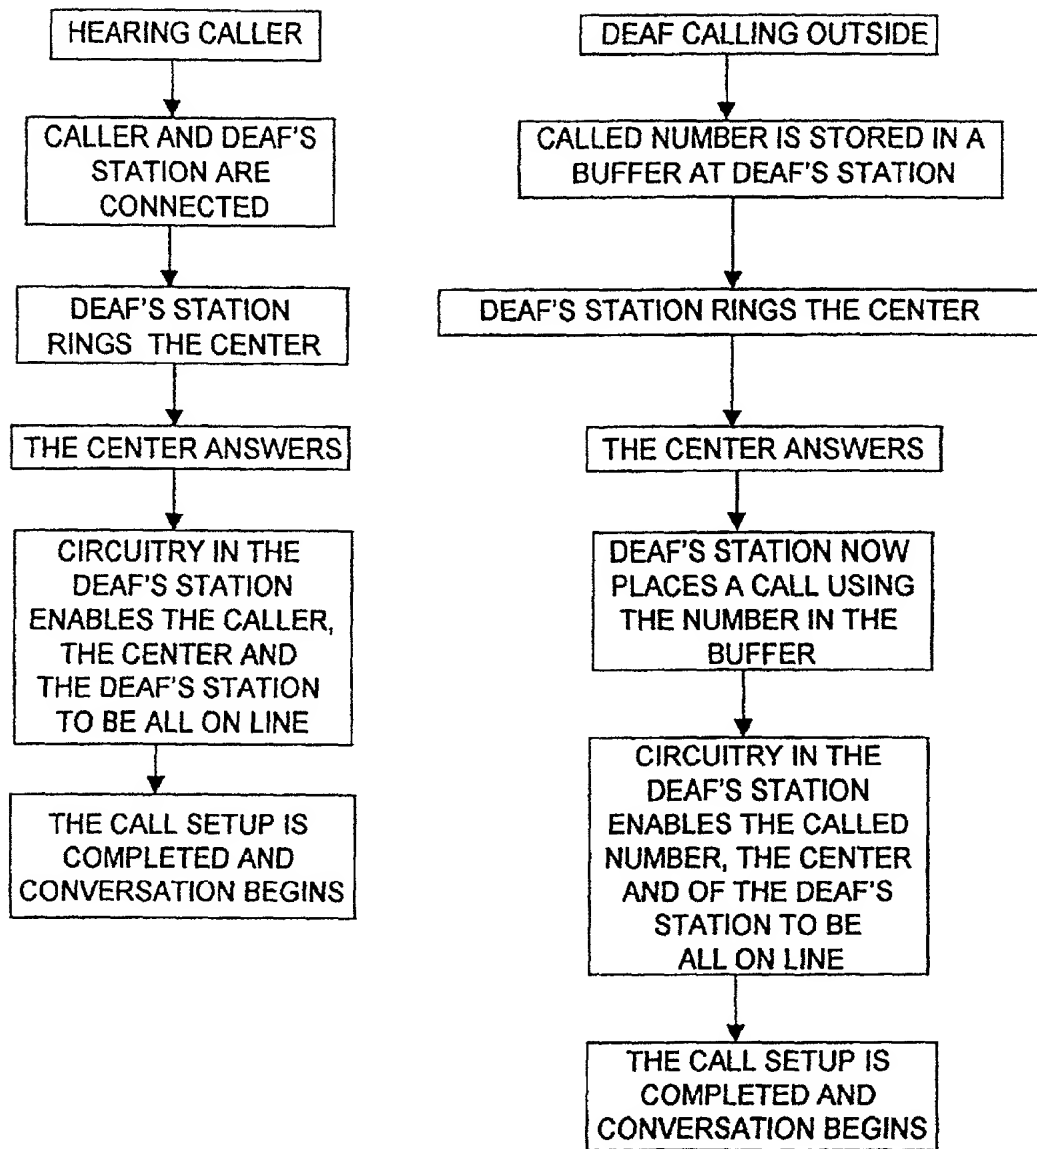 HEARING CALLER
CALLER AND DEAF'S
STATION ARE
CONNECTED
DEAF'S STATION
RINGS THE CENTER
THE CENTER ANSWERS
CIRCUITRY IN THE
DEAF'S STATION
ENABLES THE CALLER,
THE CENTER AND
THE DEAF'S STATION
TO BE ALL ON LINE
THE CALL SETUP IS
COMPLETED AND
CONVERSATION BEGINS
DEAF CALLING OUTSIDE
CALLED NUMBER IS STORED IN A
BUFFER AT DEAF'S STATION
DEAF'S STATION RINGS THE CENTER
THE CENTER ANSWERS
DEAF'S STATION NOW
PLACES A CALL USING
THE NUMBER IN THE
BUFFER
CIRCUITRY IN THE
DEAF'S STATION
ENABLES THE CALLED
NUMBER, THE CENTER
AND OF THE DEAF'S
STATION TO BE
ALL ON LINE
THE CALL SETUP IS
COMPLETED AND
CONVERSATION BEGINS